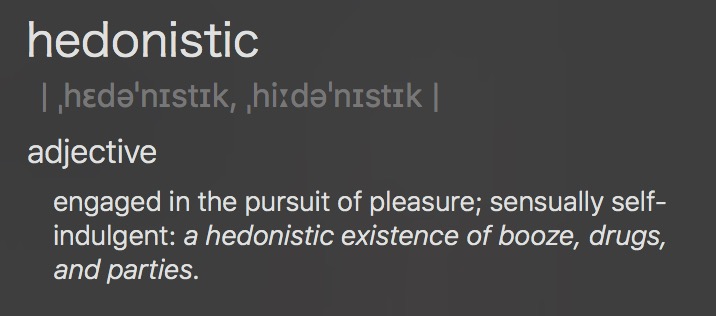 hedonistic
| ˌhɛdəˈnɪstɪk, ˌhiːdəˈnɪstɪk |
adjective
engaged in the pursuit of pleasure; sensually self-
indulgent: a hedonistic existence of booze, drugs,
and parties.